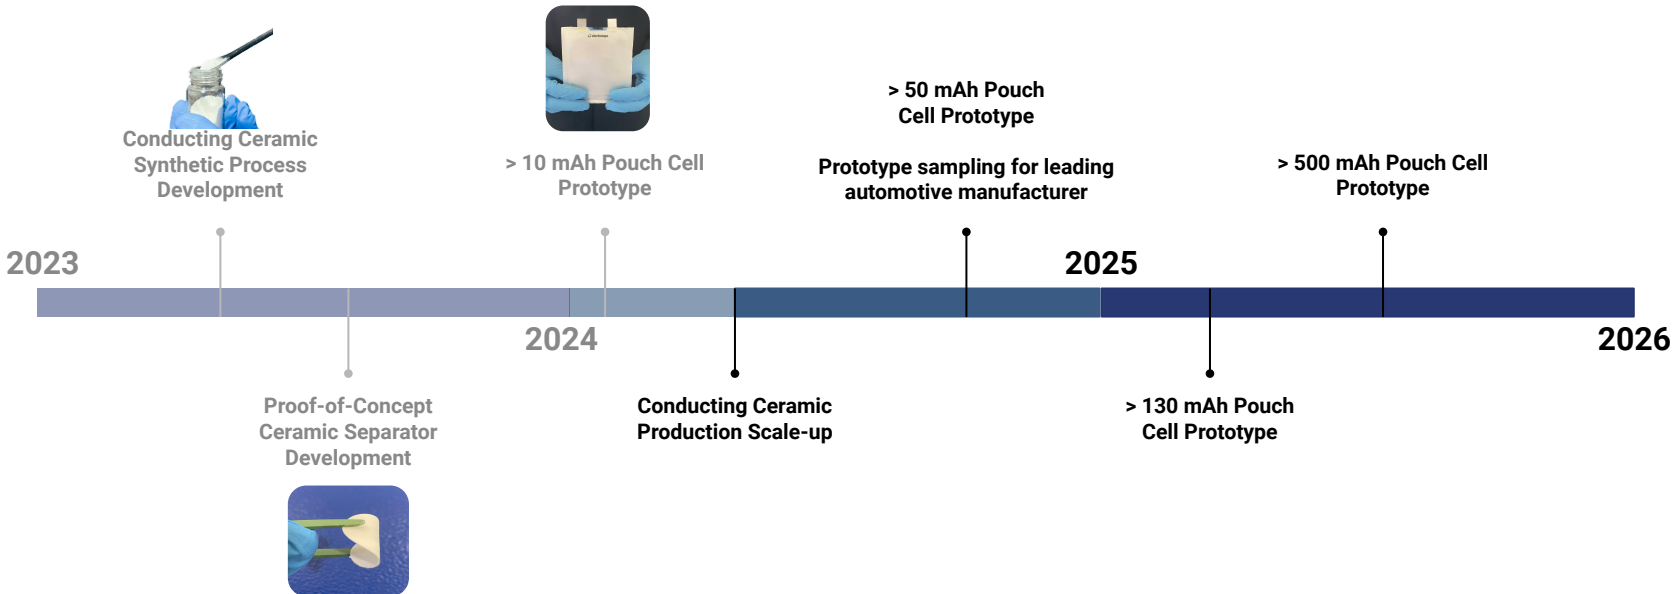 Conducting Ceramic
Synthetic Process
Development
> 10 mAh Pouch Cell
Prototype
> 50 mAh Pouch
Cell Prototype
Prototype sampling for leading
automotive manufacturer
> 500 mAh Pouch Cell
Prototype
2023
2025
2024
2026
Proof-of-Concept
Ceramic Separator
Development
Conducting Ceramic
Production Scale-up
> 130 mAh Pouch
Cell Prototype